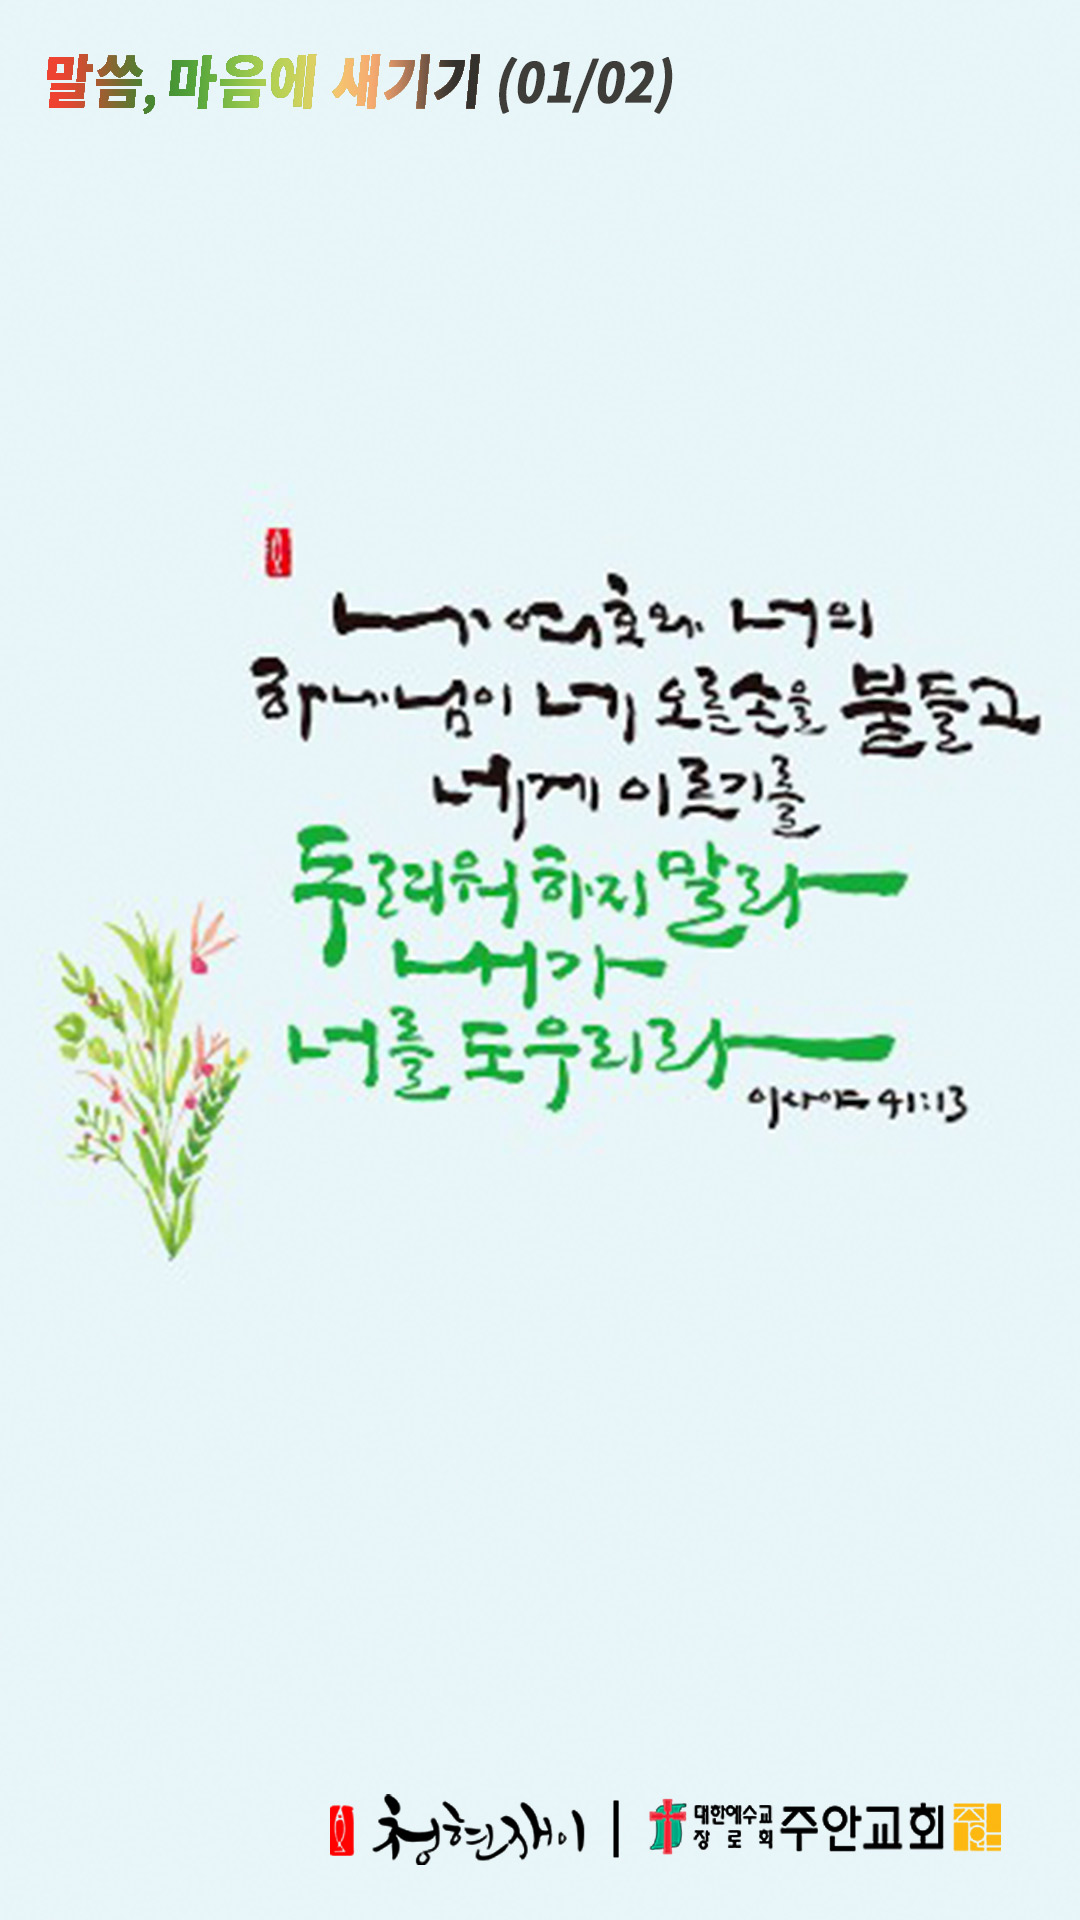 말씀, 마음에 새기기 (01/02)
나 여호와 너의
하나님이 네 오른손을 붙들고
네게 이르기를
두려워 하지 말라
내가
너를 도우리라
이사야 41:13
청현재이 | 대한예수교
장로회 주안교회 주안